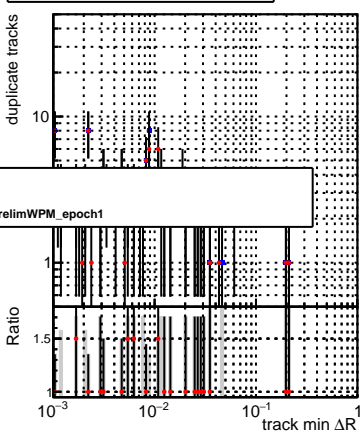 duplicate tracks
10
relimWPM_epoch1
1
Ratio
1.5
1
10⁻³ 10⁻² 10⁻¹ 1
track min ΔR